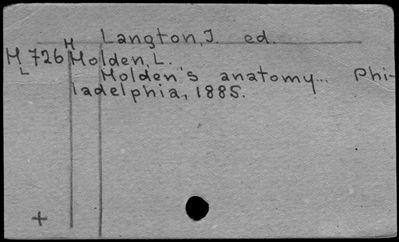 Langton, J. ed.
H
M 726 Holden, L.
L
Holden's anatomy... Phi-
ladelphia, 1885.
+